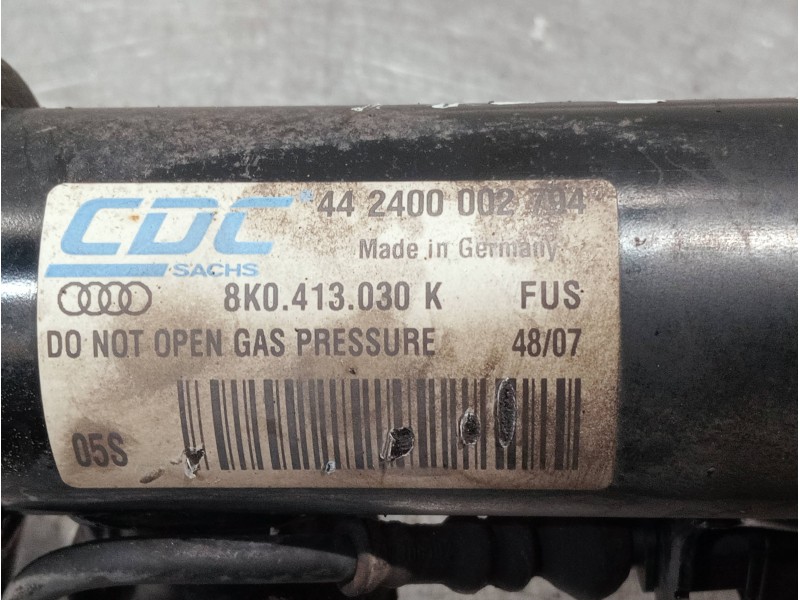 CDC 44 2400 002 794
SACHS Made in Germany
8K0.413.030 K FUS
DO NOT OPEN GAS PRESSURE 48/07
05S